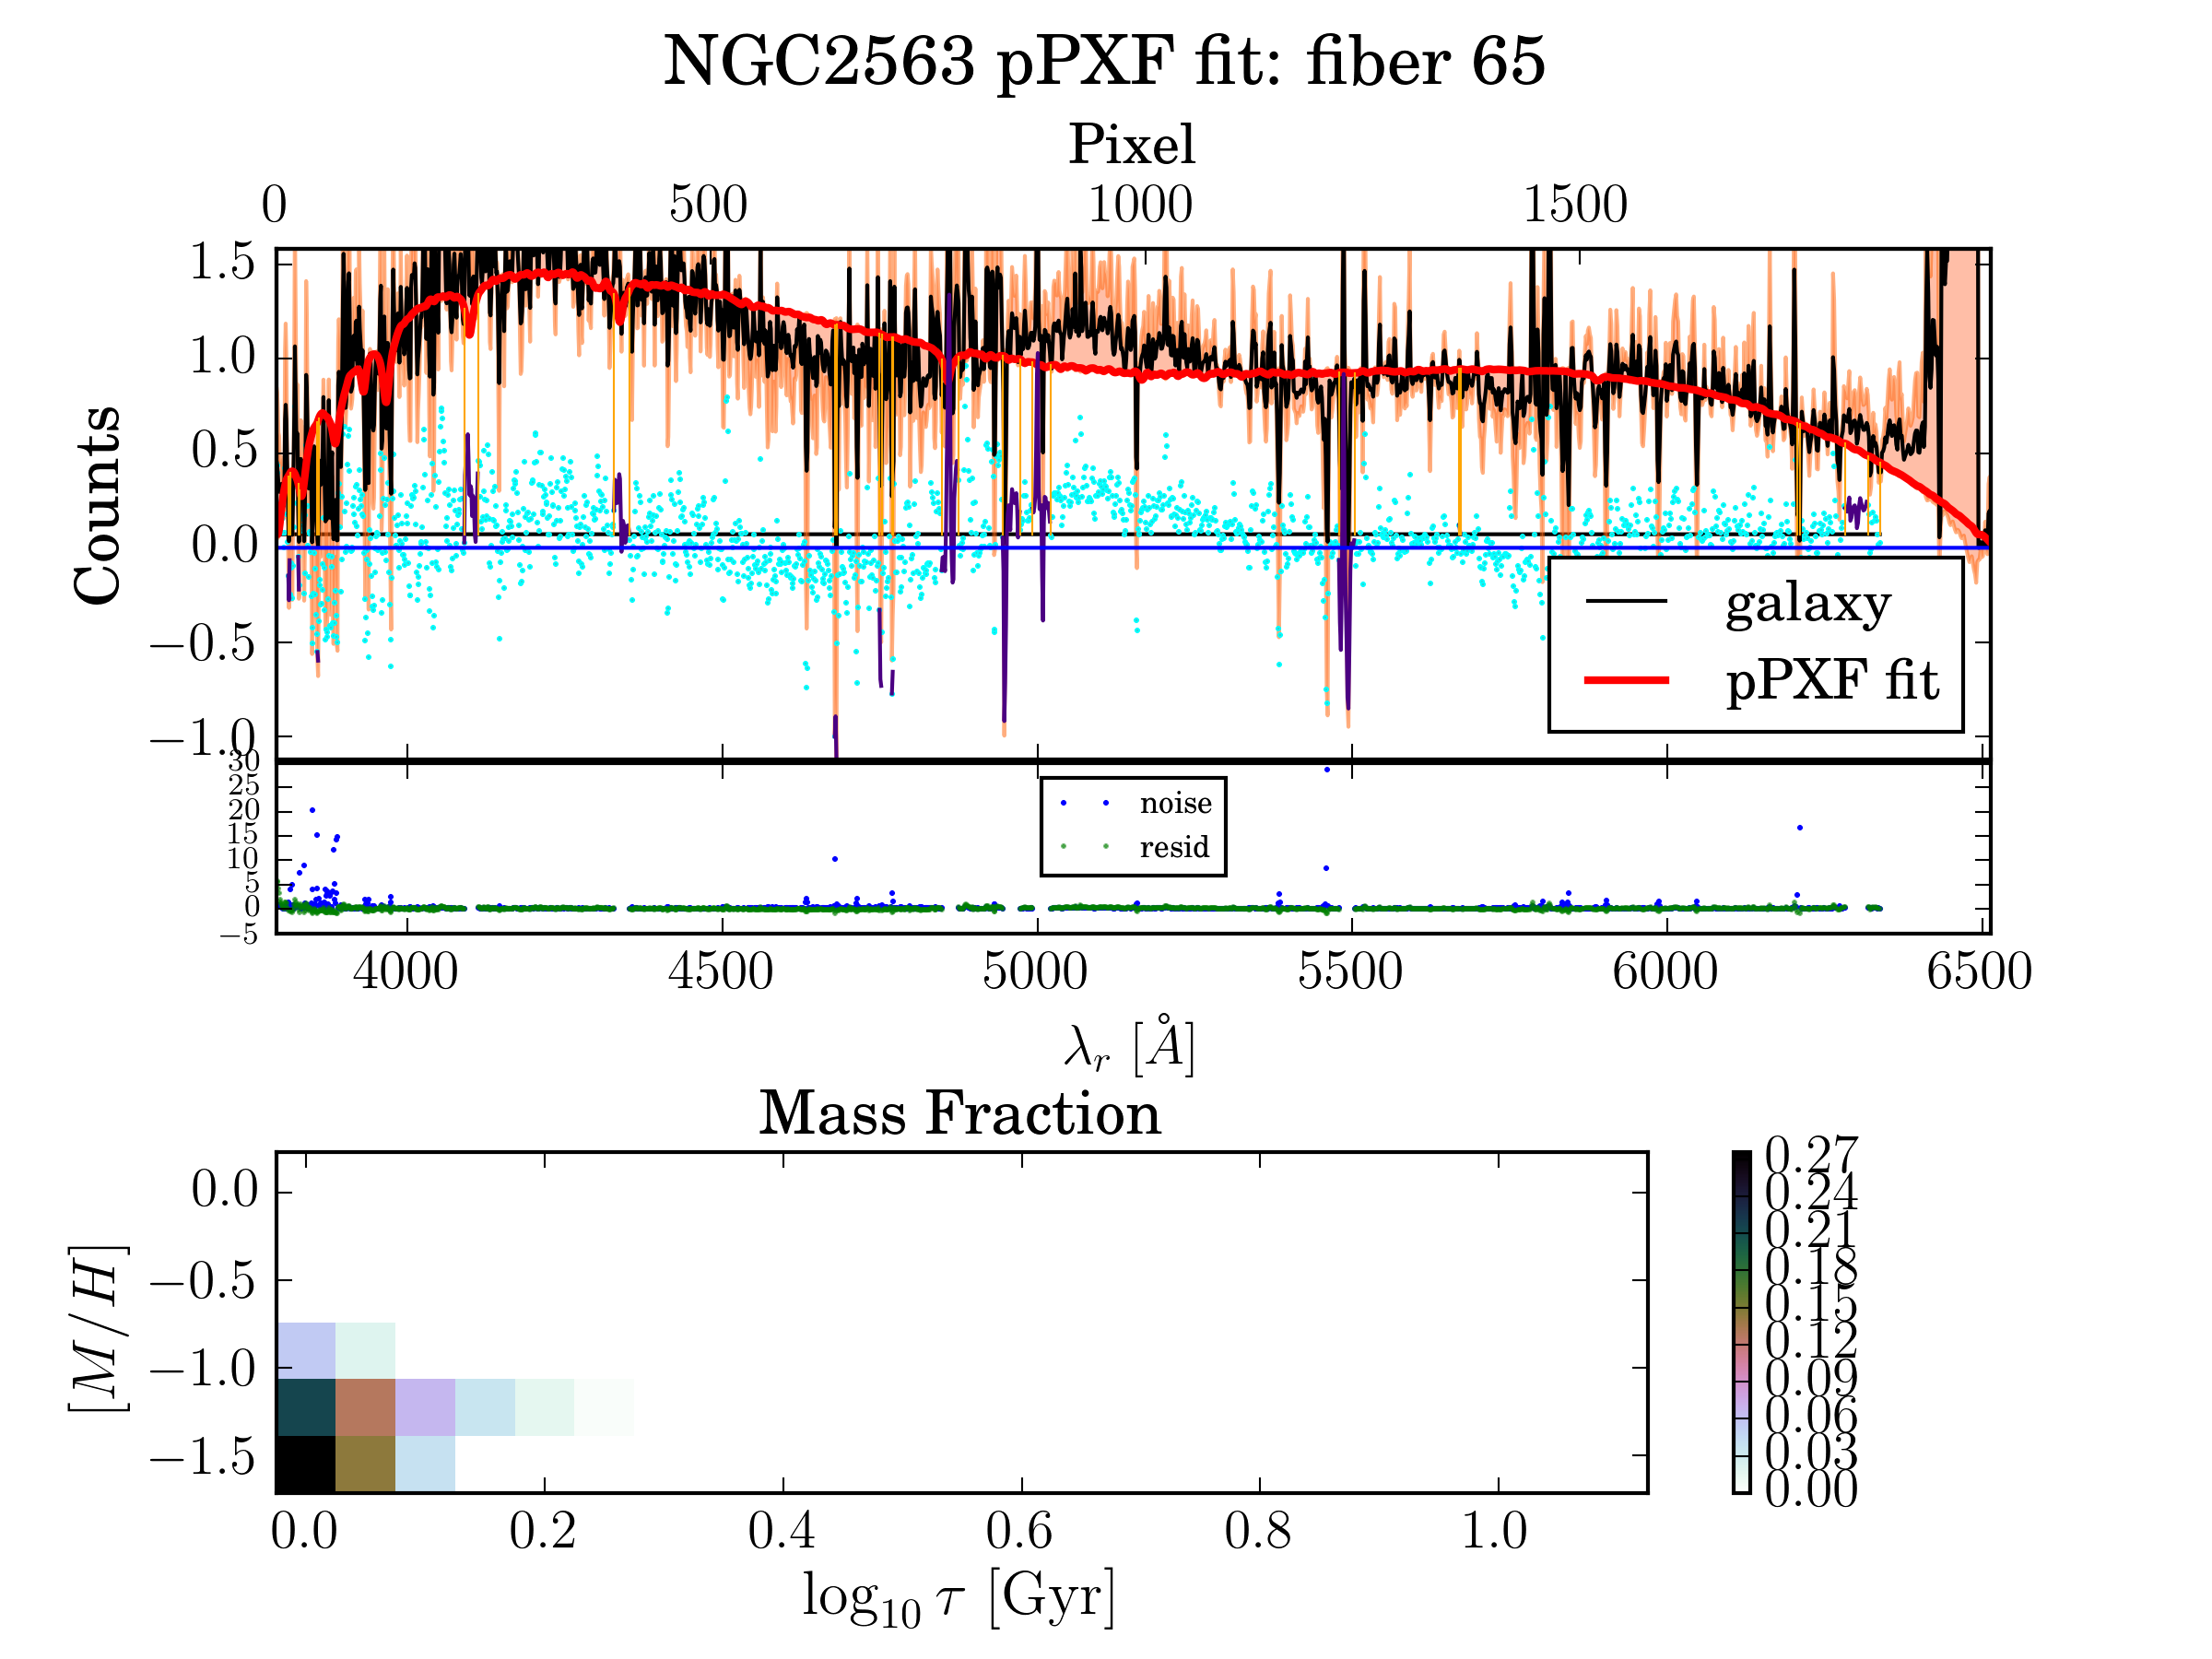 NGC2563 pPXF fit: fiber 65
Pixel
0 500 1000 1500
1.5
1.0
0.5
0.0
−0.5
−1.0
Counts
galaxy
pPXF fit
30
25
20
15
10
5
0
−5
noise
resid
4000 4500 5000 5500 6000 6500
λr [Å]
Mass Fraction
0.0
−0.5
−1.0
−1.5
[M/H]
0.27
0.24
0.21
0.18
0.15
0.12
0.09
0.06
0.03
0.00
0.0 0.2 0.4 0.6 0.8 1.0
log10 τ [Gyr]